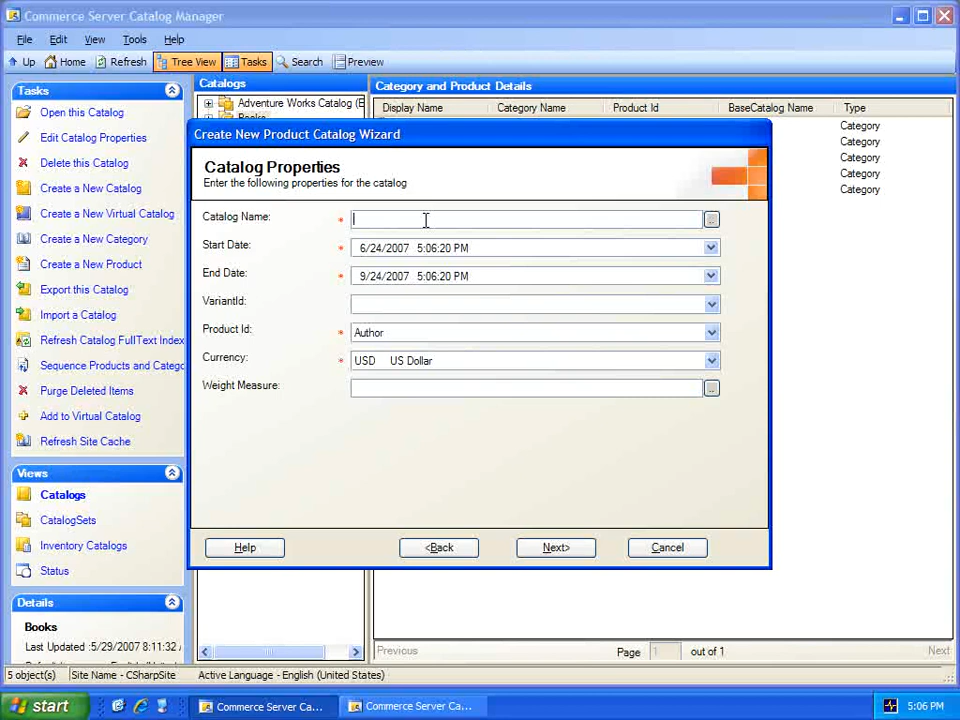 Commerce Server Catalog Manager
File Edit View Tools Help
Up Home Refresh Tree View Tasks Search Preview
Tasks
Open this Catalog
Edit Catalog Properties
Delete this Catalog
Create a New Catalog
Create a New Virtual Catalog
Create a New Category
Create a New Product
Export this Catalog
Import a Catalog
Refresh Catalog FullText Index
Sequence Products and Catego
Purge Deleted Items
Add to Virtual Catalog
Refresh Site Cache
Views
Catalogs
CatalogSets
Inventory Catalogs
Status
Details
Books
Last Updated :5/29/2007 8:11:32
Catalogs
Adventure Works Catalog (E
Books
Category and Product Details
Display Name Category Name Product Id BaseCatalog Name Type
Category
Category
Category
Category
Category
Create New Product Catalog Wizard
Catalog Properties
Enter the following properties for the catalog
Catalog Name: *
Start Date: * 6/24/2007 5:06:20 PM
End Date: * 9/24/2007 5:06:20 PM
VariantId:
Product Id: * Author
Currency: * USD US Dollar
Weight Measure:
Help <Back Next> Cancel
Previous Page 1 out of 1 Next
5 object(s) Site Name - CSharpSite Active Language - English (United States)
start Commerce Server Ca... Commerce Server Ca... 5:06 PM